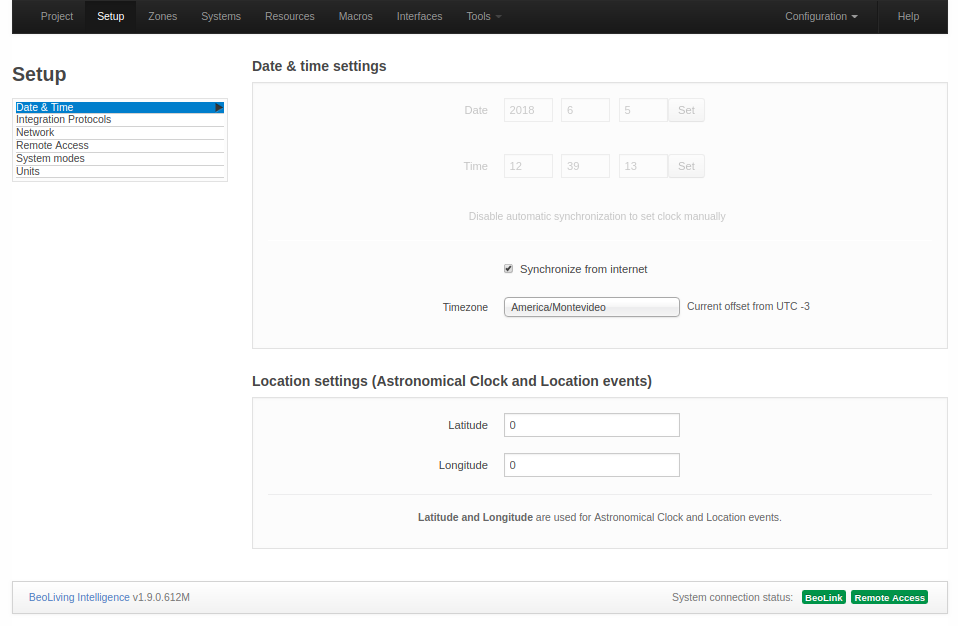 Project Setup Zones Systems Resources Macros Interfaces Tools Configuration Help
Setup
Date & Time
Integration Protocols
Network
Remote Access
System modes
Units
Date & time settings
Date 2018 6 5 Set
Time 12 39 13 Set
Disable automatic synchronization to set clock manually
Synchronize from internet
Timezone America/Montevideo Current offset from UTC -3
Location settings (Astronomical Clock and Location events)
Latitude 0
Longitude 0
Latitude and Longitude are used for Astronomical Clock and Location events.
BeoLiving Intelligence v1.9.0.612M System connection status: BeoLink Remote Access